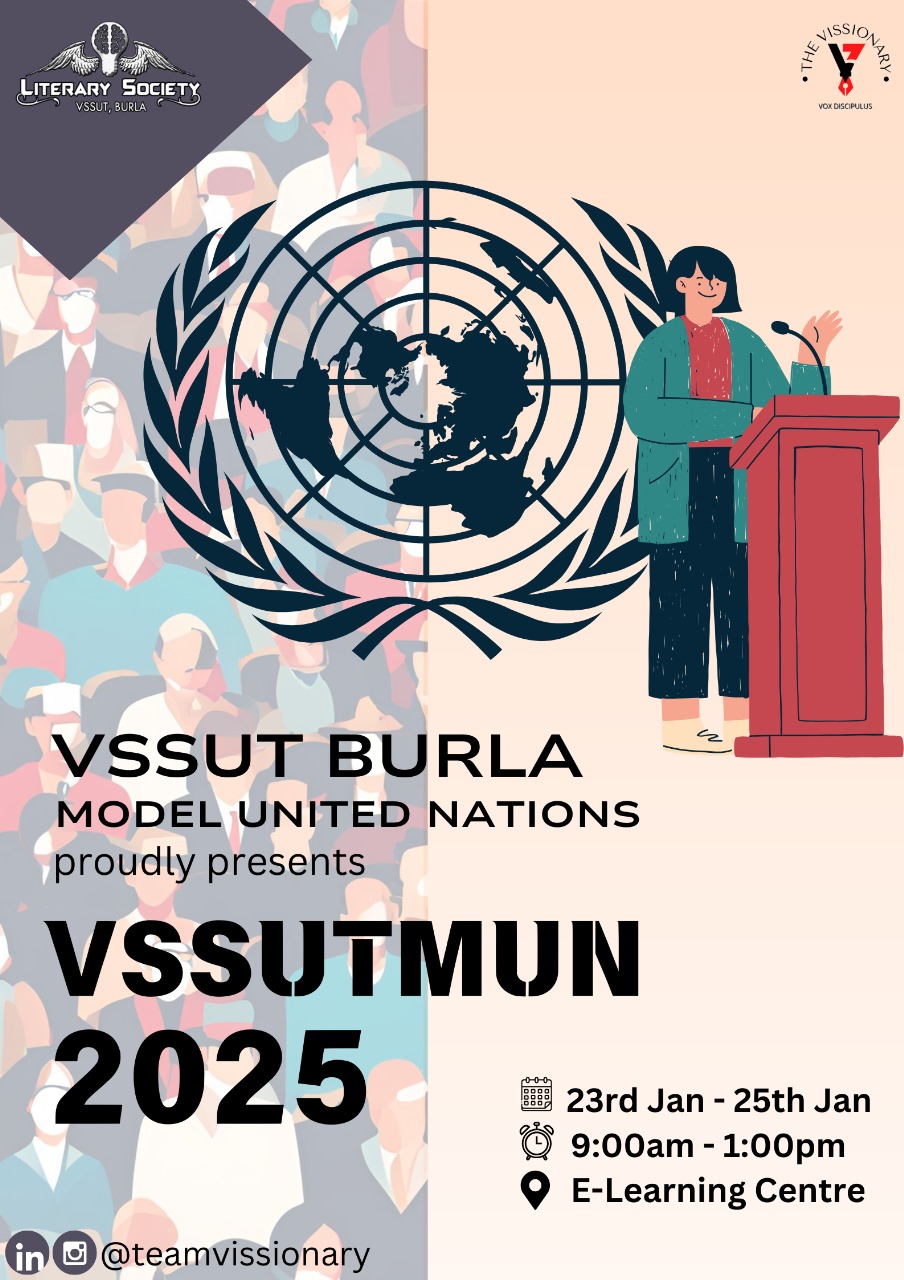 LITERARY SOCIETY
VSSUT, BURLA
THE VISSIONARY
VOX DISCIPULUS
VSSUT BURLA
MODEL UNITED NATIONS
proudly presents
VSSUTMUN
2025
23rd Jan - 25th Jan
9:00am - 1:00pm
E-Learning Centre
in @teamvissionary